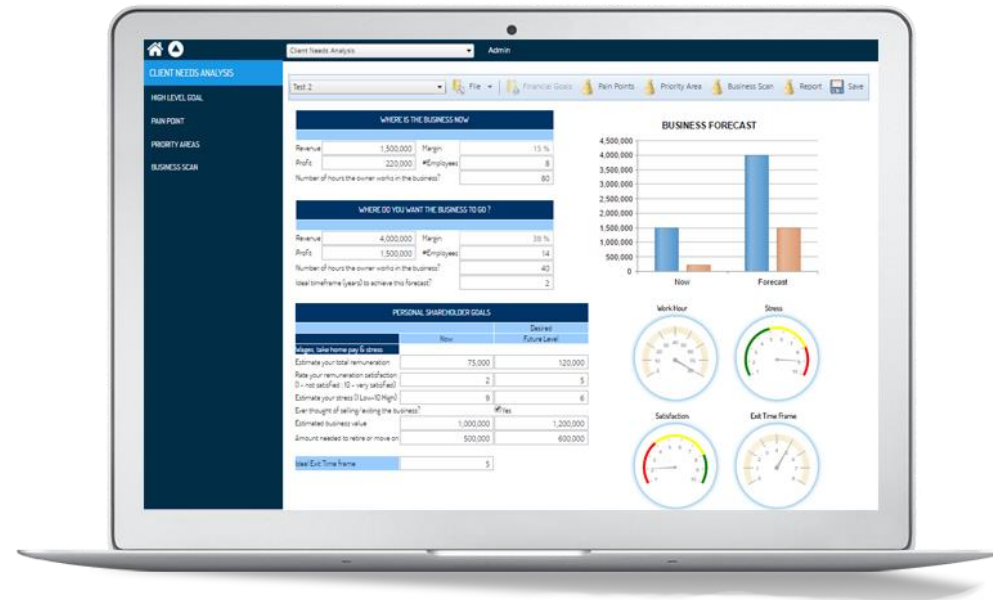 Client Needs Analysis
Admin
CLIENT NEEDS ANALYSIS
HIGH LEVEL GOAL
PAIN POINT
PRIORITY AREAS
BUSINESS SCAN
Test 2 File Financial Goals Pain Points Priority Area Business Scan Report Save
WHERE IS THE BUSINESS NOW
Revenue 1,500,000 Margin 15 %
Profit 220,000 #Employees 8
Number of hours the owner works in the business? 80
WHERE DO YOU WANT THE BUSINESS TO GO ?
Revenue 4,000,000 Margin
Profit 1,500,000 #Employees 14
Number of hours the owner works in the business? 40
Ideal timeframe (years) to achieve this forecast? 2
PERSONAL SHAREHOLDER GOALS
Desired
Now Future Level
Wages, take home pay & stress
Estimate your total remuneration 75,000 120,000
Rate your remuneration satisfaction
(1 - not satisfied ; 10 - very satisfied) 2 5
Estimate your stress (1 Low-10 High) 9 6
Ever thought of selling/exiting the business? Yes
Estimated business value 1,000,000 1,200,000
Amount needed to retire or move on 500,000 600,000
Ideal Exit Time frame 5
BUSINESS FORECAST
4,500,000
4,000,000
3,500,000
3,000,000
2,500,000
2,000,000
1,500,000
1,000,000
500,000
0
Now Forecast
Work Hour Stress
Satisfaction Exit Time Frame